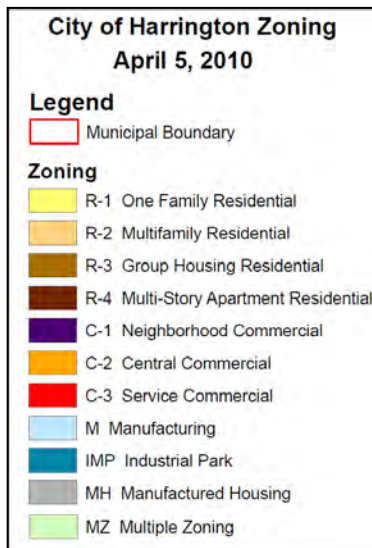 City of Harrington Zoning
April 5, 2010
Legend
Municipal Boundary
Zoning
R-1 One Family Residential
R-2 Multifamily Residential
R-3 Group Housing Residential
R-4 Multi-Story Apartment Residential
C-1 Neighborhood Commercial
C-2 Central Commercial
C-3 Service Commercial
M Manufacturing
IMP Industrial Park
MH Manufactured Housing
MZ Multiple Zoning